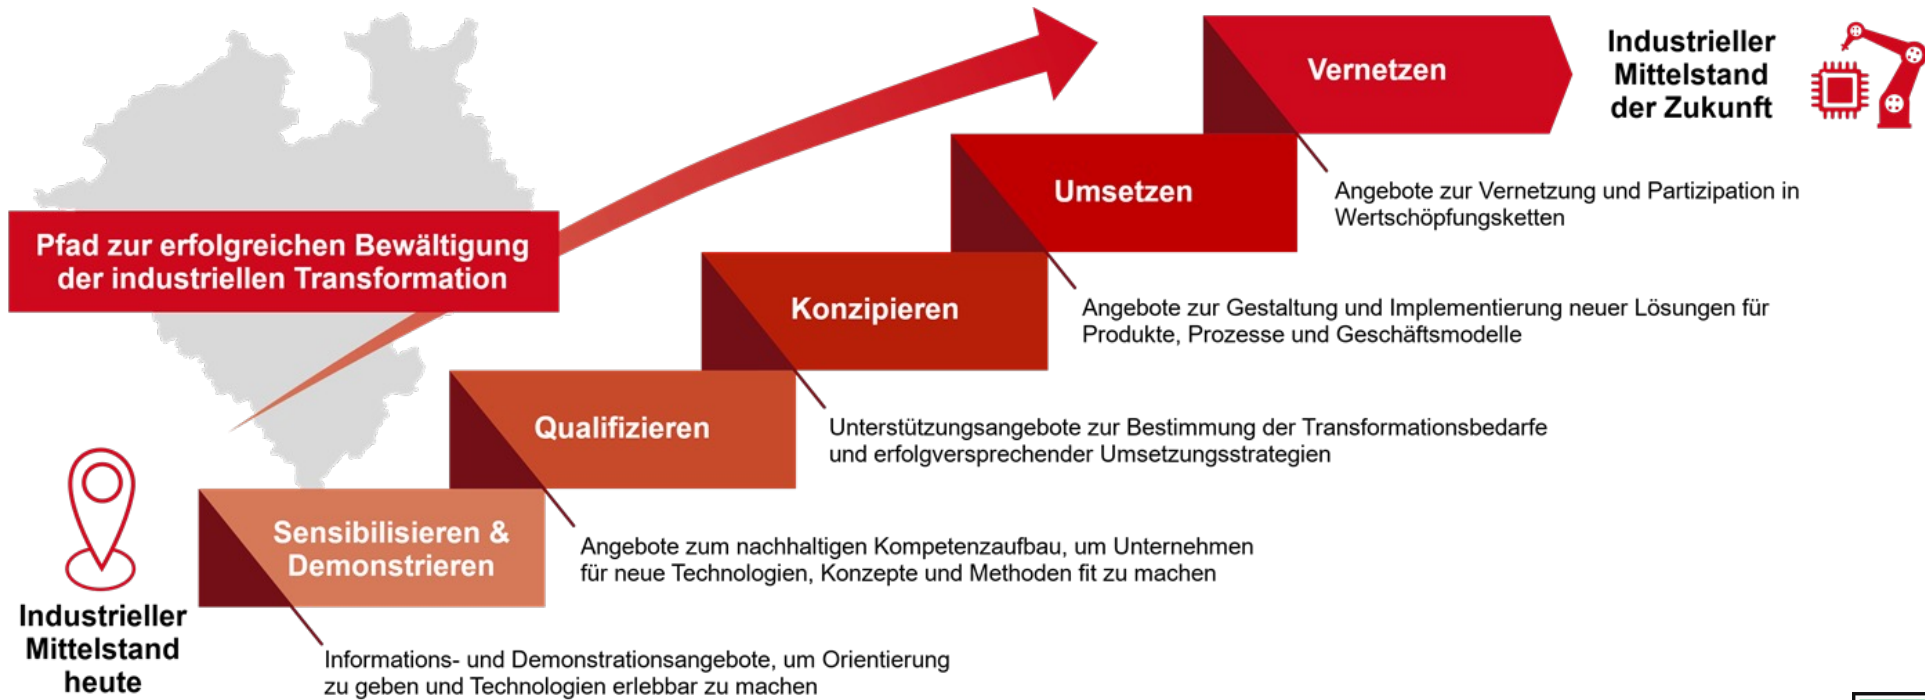 Vernetzen
Industrieller
Mittelstand
der Zukunft
Angebote zur Vernetzung und Partizipation in
Wertschöpfungsketten
Umsetzen
Angebote zur Gestaltung und Implementierung neuer Lösungen für
Produkte, Prozesse und Geschäftsmodelle
Pfad zur erfolgreichen Bewältigung
der industriellen Transformation
Konzipieren
Unterstützungsangebote zur Bestimmung der Transformationsbedarfe
und erfolgversprechender Umsetzungsstrategien
Qualifizieren
Angebote zum nachhaltigen Kompetenzaufbau, um Unternehmen
für neue Technologien, Konzepte und Methoden fit zu machen
Sensibilisieren &
Demonstrieren
Informations- und Demonstrationsangebote, um Orientierung
zu geben und Technologien erlebbar zu machen
Industrieller
Mittelstand
heute